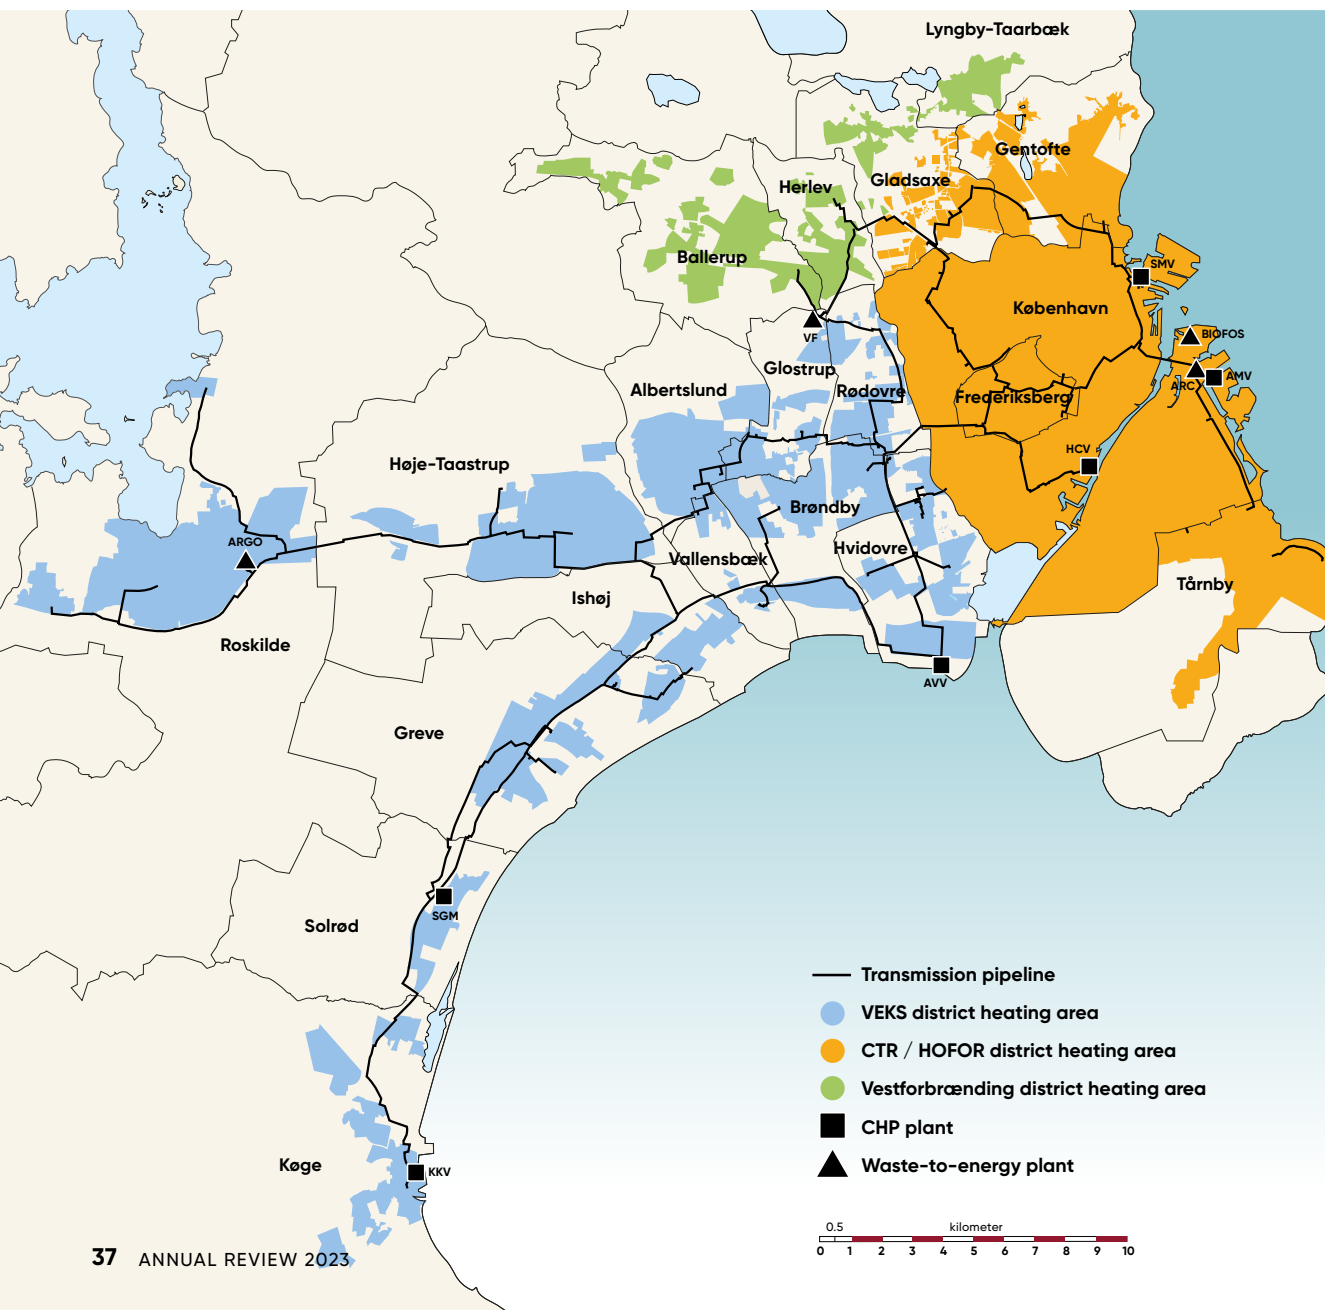 Lyngby-Taarbæk
Gentofte
Gladsaxe
Herlev
Ballerup
SMV
København
BIOFOS
VF
Glostrup
ARC
AMV
Albertslund
Rødovre
Frederiksberg
HCV
Høje-Taastrup
Brøndby
ARGO
Hvidovre
Vallensbæk
Tårnby
Ishøj
Roskilde
AVV
Greve
SGM
Solrød
Transmission pipeline
VEKS district heating area
CTR / HOFOR district heating area
Vestforbrænding district heating area
CHP plant
Waste-to-energy plant
Køge
KKV
0.5 kilometer
0 1 2 3 4 5 6 7 8 9 10
37 ANNUAL REVIEW 2023